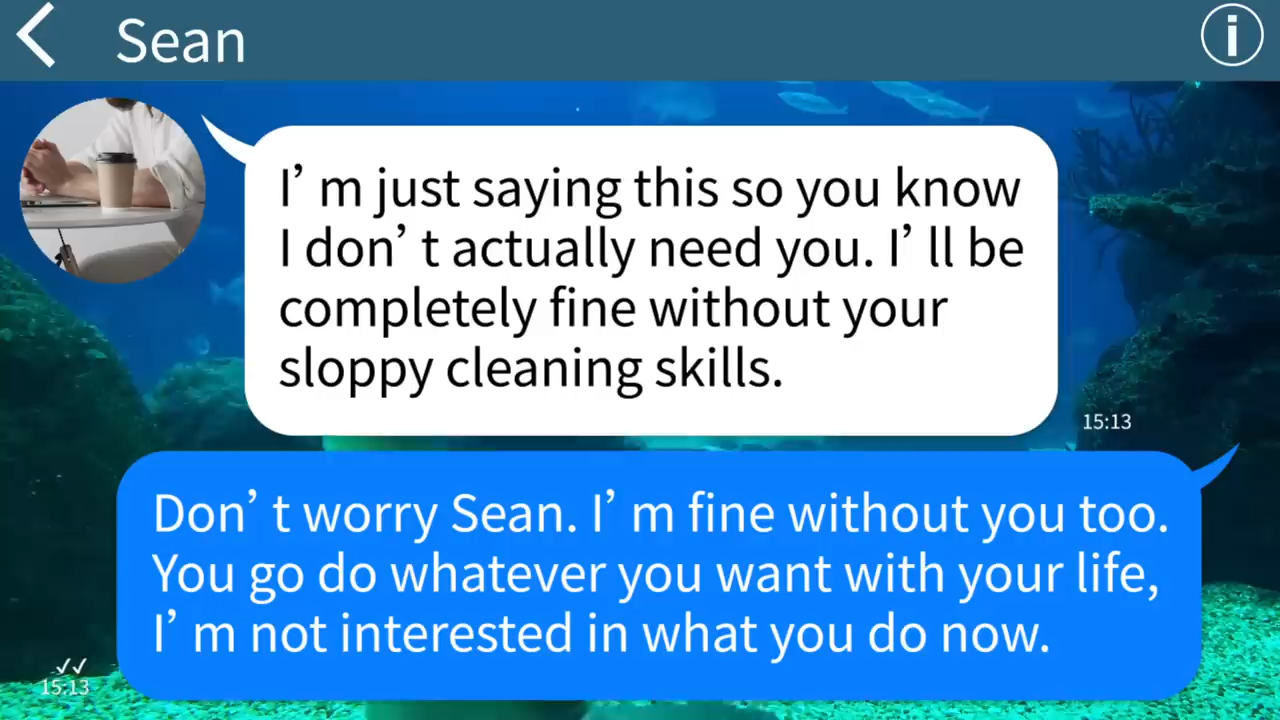 Sean
I’m just saying this so you know
I don’t actually need you. I’ll be
completely fine without your
sloppy cleaning skills.
15:13
Don’t worry Sean. I’m fine without you too.
You go do whatever you want with your life,
I’m not interested in what you do now.
15:13